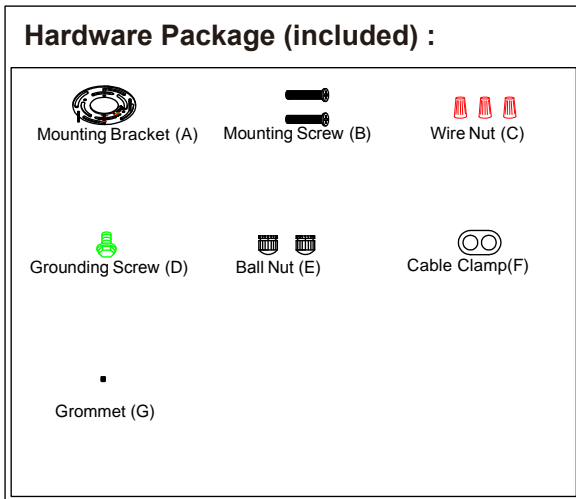 Hardware Package (included) :
Mounting Bracket (A)
Mounting Screw (B)
Wire Nut (C)
Grounding Screw (D)
Ball Nut (E)
Cable Clamp(F)
Grommet (G)